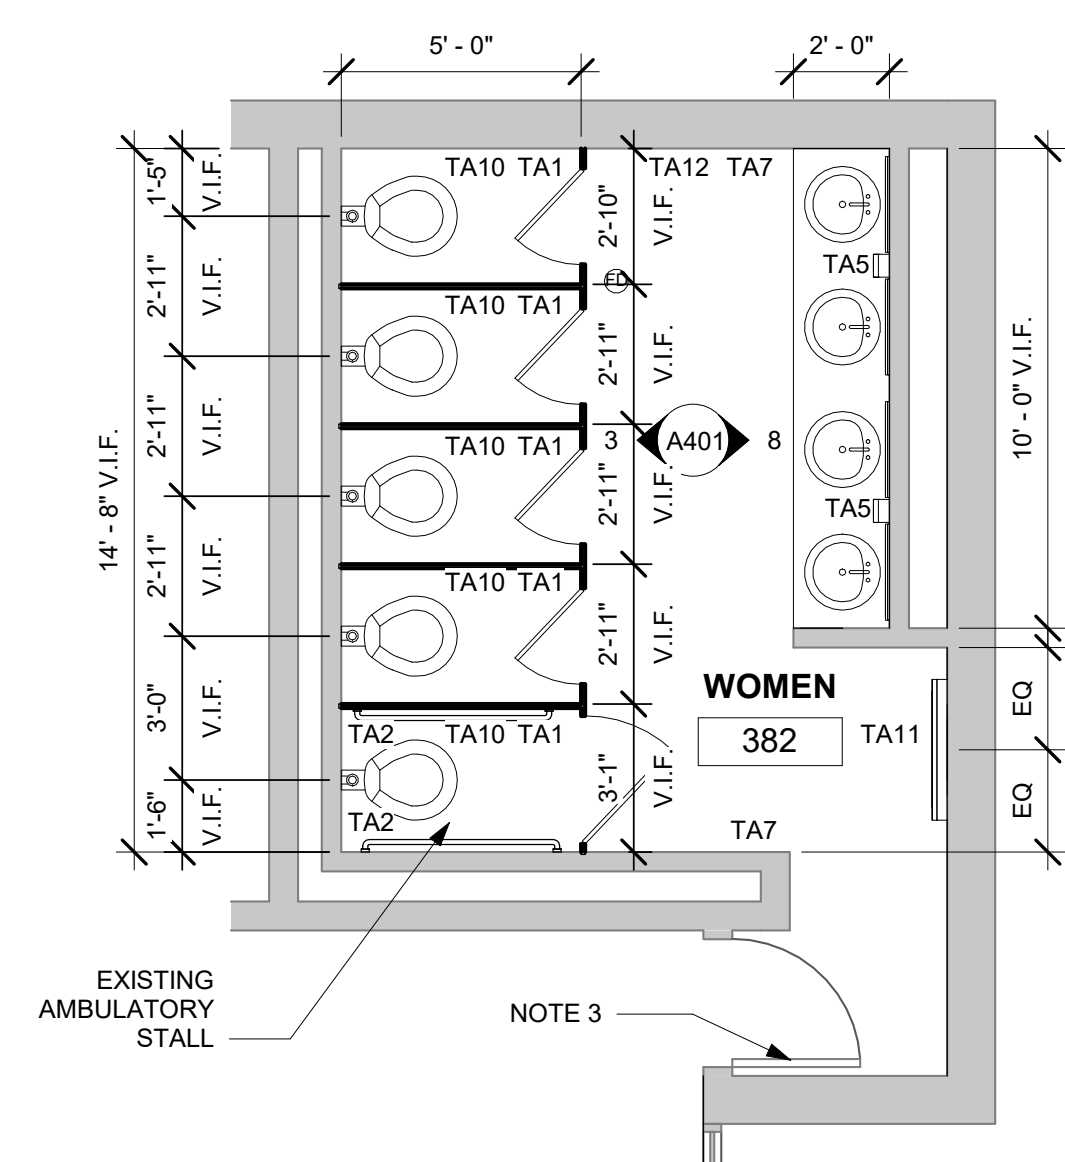 5' - 0"
2' - 0"
1'-5"
V.I.F.
2'-11"
V.I.F.
2'-11"
V.I.F.
2'-11"
V.I.F.
3'-0"
V.I.F.
1'-6"
V.I.F.
14' - 8" V.I.F.
TA10 TA1
TA12 TA7
2'-10"
V.I.F.
FD
TA5
TA10 TA1
2'-11"
V.I.F.
3
A401
8
TA10 TA1
2'-11"
V.I.F.
TA5
10' - 0" V.I.F.
TA10 TA1
2'-11"
V.I.F.
WOMEN
382
TA11
EQ
EQ
TA2 TA10 TA1
3'-1"
V.I.F.
TA2
TA7
EXISTING
AMBULATORY
STALL
NOTE 3